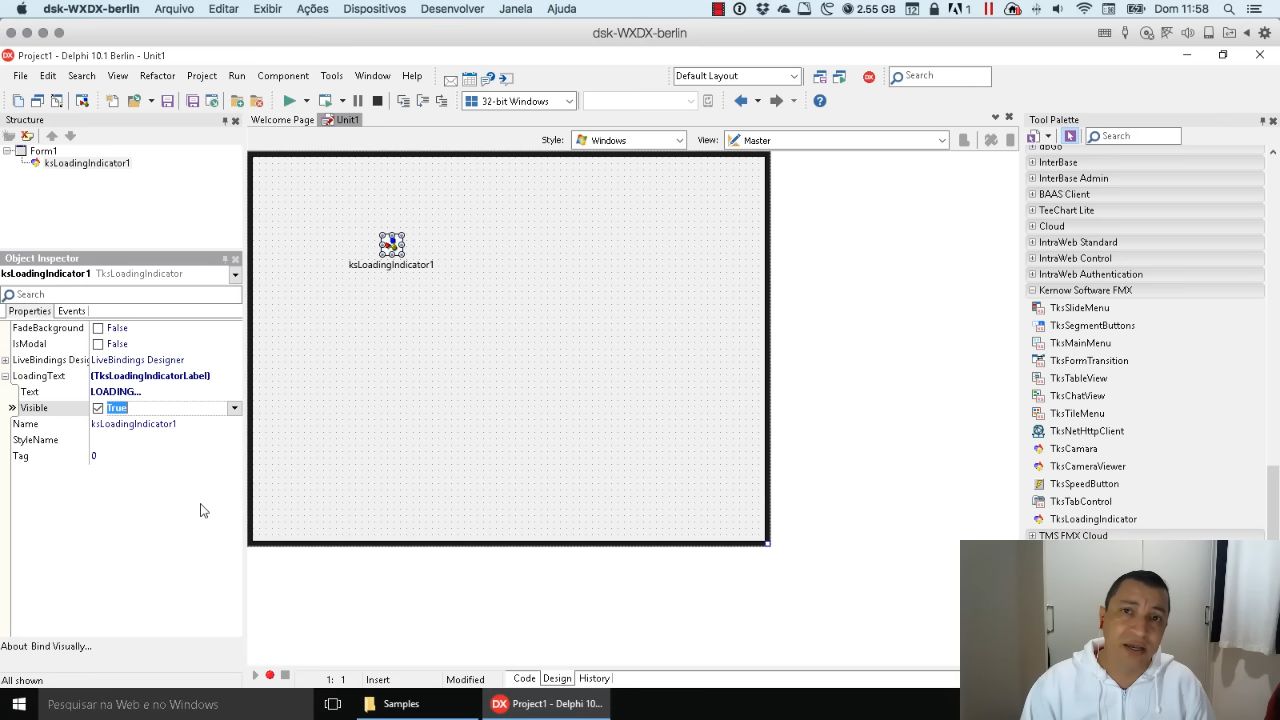 dsk-WXDX-berlin Arquivo Editar Exibir Ações Dispositivos Desenvolver Janela Ajuda 2.55 GB 12 1 Dom 11:58
dsk-WXDX-berlin
Project1 - Delphi 10.1 Berlin - Unit1
File Edit Search View Refactor Project Run Component Tools Window Help Default Layout Search
32-bit Windows
Structure
Welcome Page Unit1
Tool Palette
Style: Windows View: Master
Search
Form1
ksLoadingIndicator1
dbGo
InterBase
InterBase Admin
BAAS Client
TeeChart Lite
Cloud
IntraWeb Standard
IntraWeb Control
IntraWeb Authentication
Kernow Software FMX
TksSlideMenu
TksSegmentButtons
TksMainMenu
TksFormTransition
TksTableView
TksChatView
TksTileMenu
TksNetHttpClient
TksCamara
TksCameraViewer
TksSpeedButton
TksTabControl
TksLoadingIndicator
TMS FMX Cloud
ksLoadingIndicator1
Object Inspector
ksLoadingIndicator1 TksLoadingIndicator
Search
Properties Events
FadeBackground False
IsModal False
LiveBindings Desig LiveBindings Designer
LoadingText (TksLoadingIndicatorLabel)
Text LOADING...
Visible True
Name ksLoadingIndicator1
StyleName
Tag 0
About Bind Visually...
All shown
1: 1 Insert Modified Code Design History
Pesquisar na Web e no Windows Samples Project1 - Delphi 10...